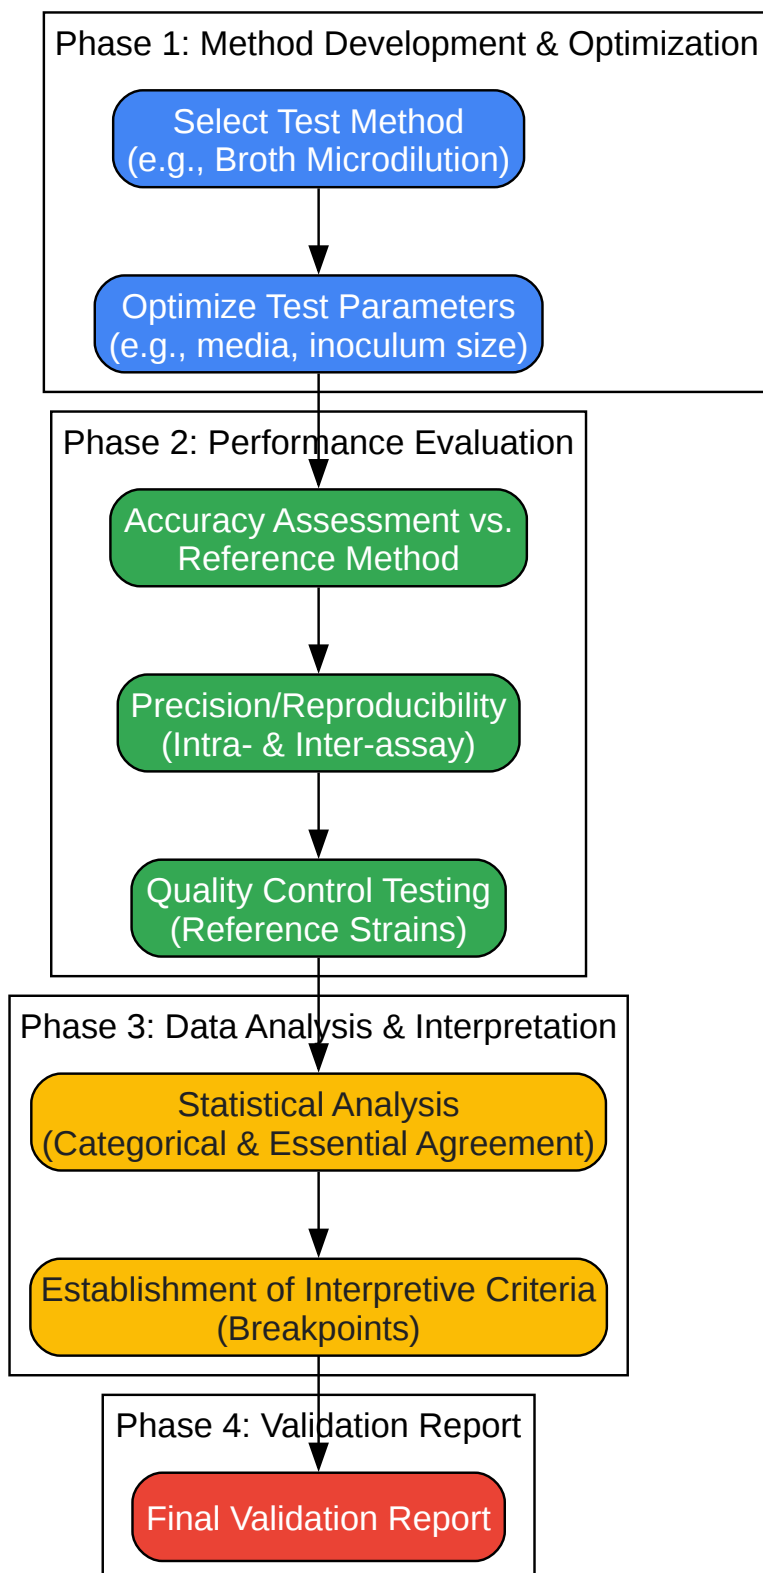 Phase 1: Method Development & Optimization
Select Test Method
(e.g., Broth Microdilution)
Optimize Test Parameters
(e.g., media, inoculum size)
Phase 2: Performance Evaluation
Accuracy Assessment vs.
Reference Method
Precision/Reproducibility
(Intra- & Inter-assay)
Quality Control Testing
(Reference Strains)
Phase 3: Data Analysis & Interpretation
Statistical Analysis
(Categorical & Essential Agreement)
Establishment of Interpretive Criteria
(Breakpoints)
Phase 4: Validation Report
Final Validation Report